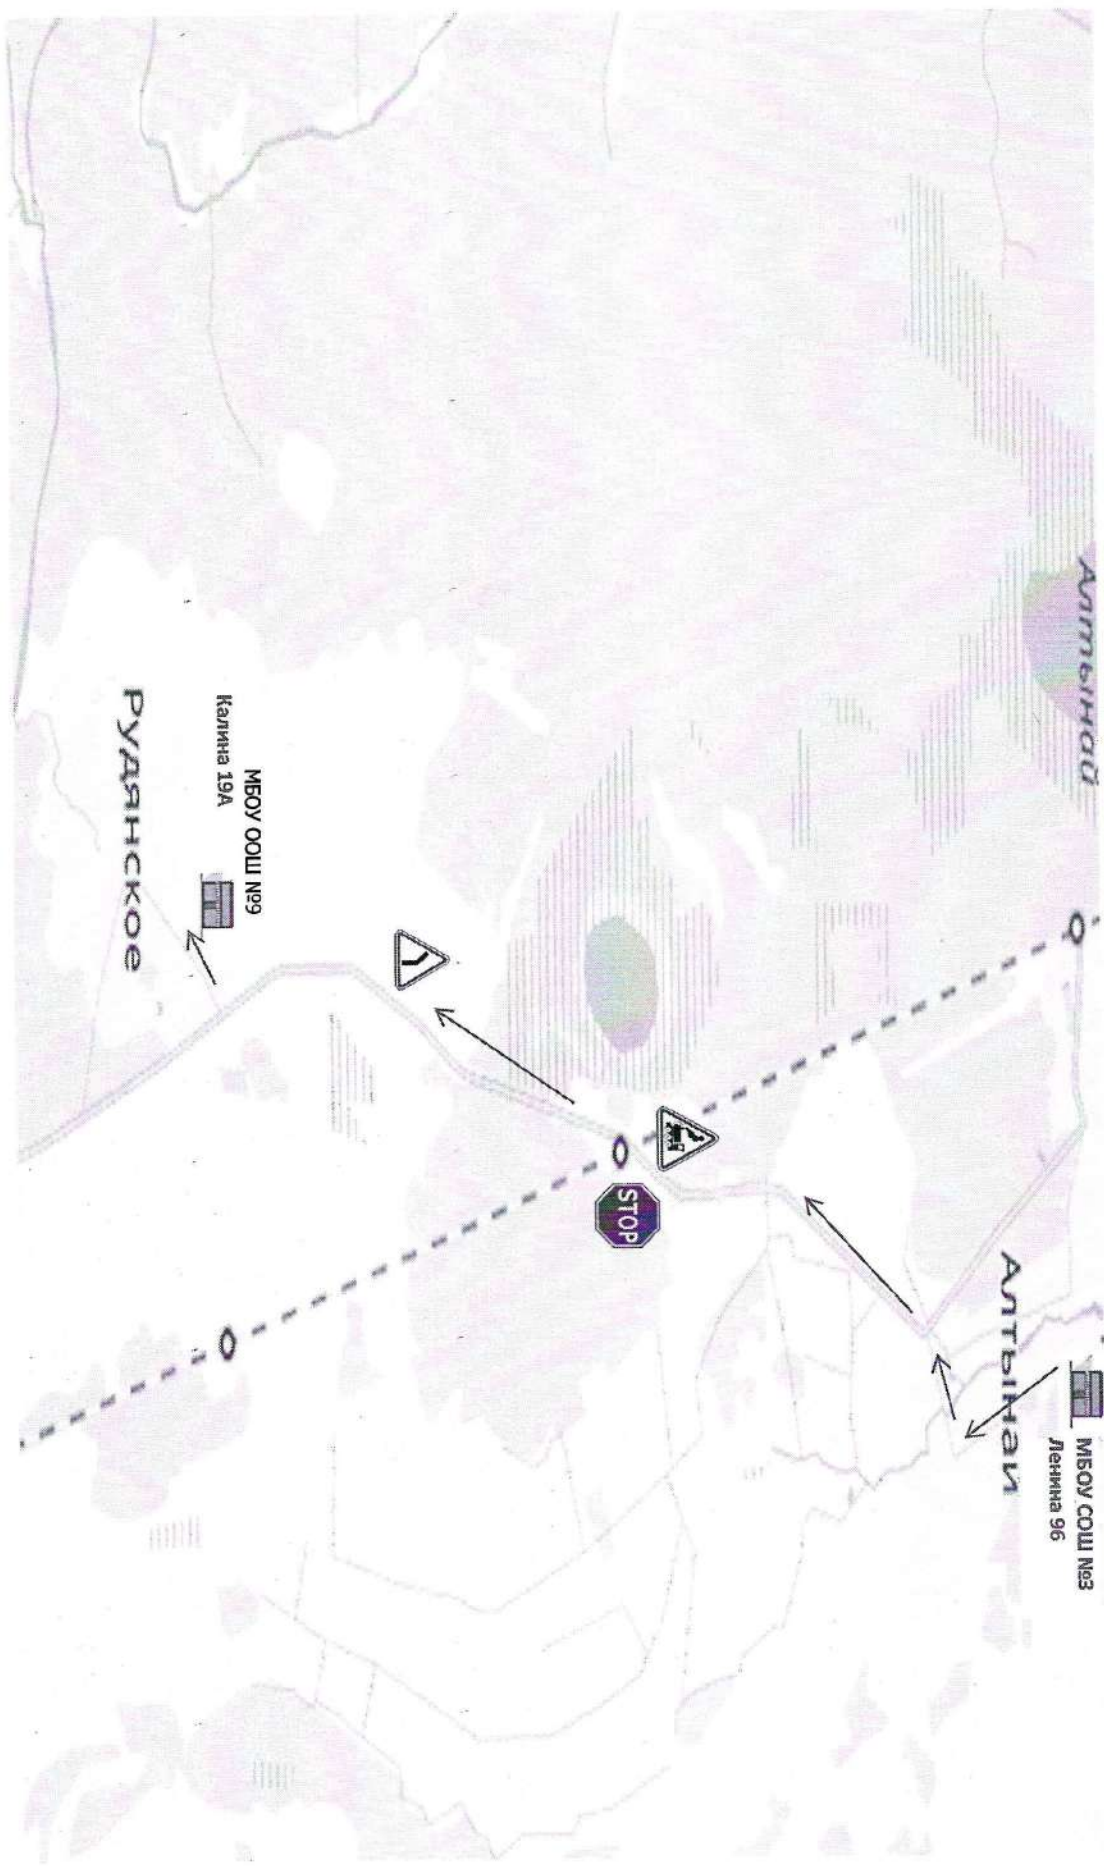 Алтынай
МБОУ СОШ №3
Ленина 96
Алтынай
STOP
МБОУ ООШ №9
Калина 19А
Рудянское